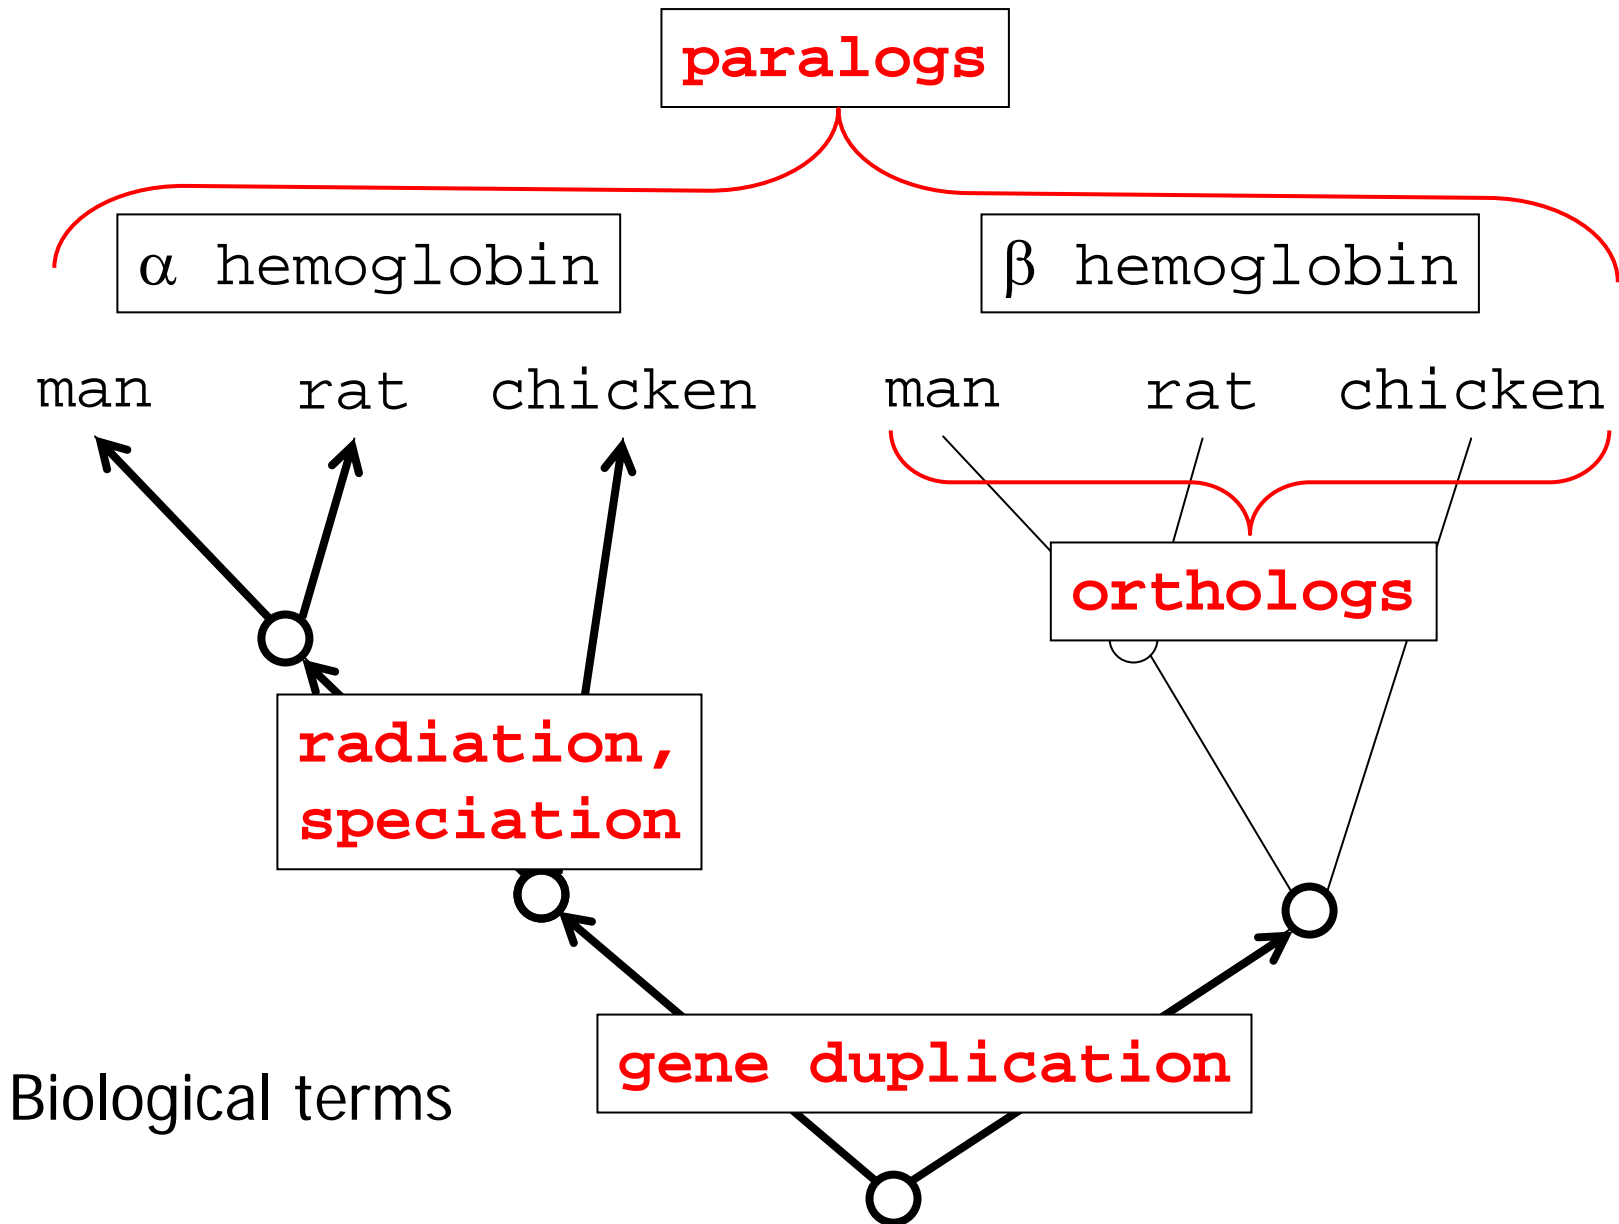 paralogs
α hemoglobin
β hemoglobin
man rat chicken
man rat chicken
orthologs
radiation,
speciation
gene duplication
Biological terms